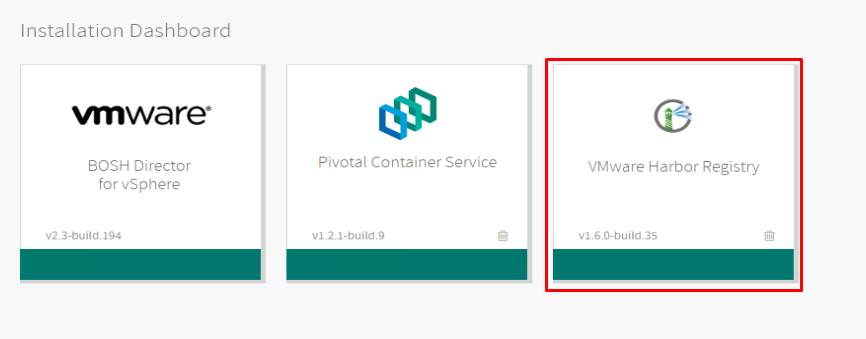 Installation Dashboard
vmware®
BOSH Director
for vSphere
v2.3-build.194
Pivotal Container Service
v1.2.1-build.9
VMware Harbor Registry
v1.6.0-build.35